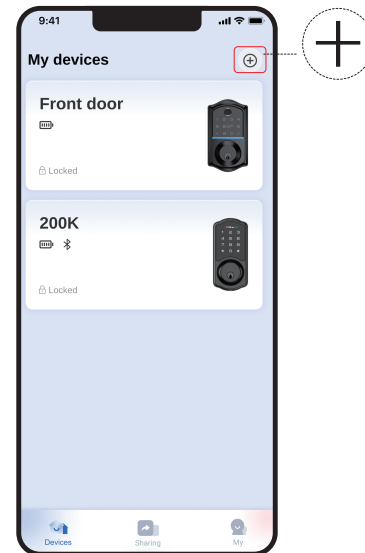 9:41
My devices
Front door
Locked
200K
Locked
Devices
Sharing
My